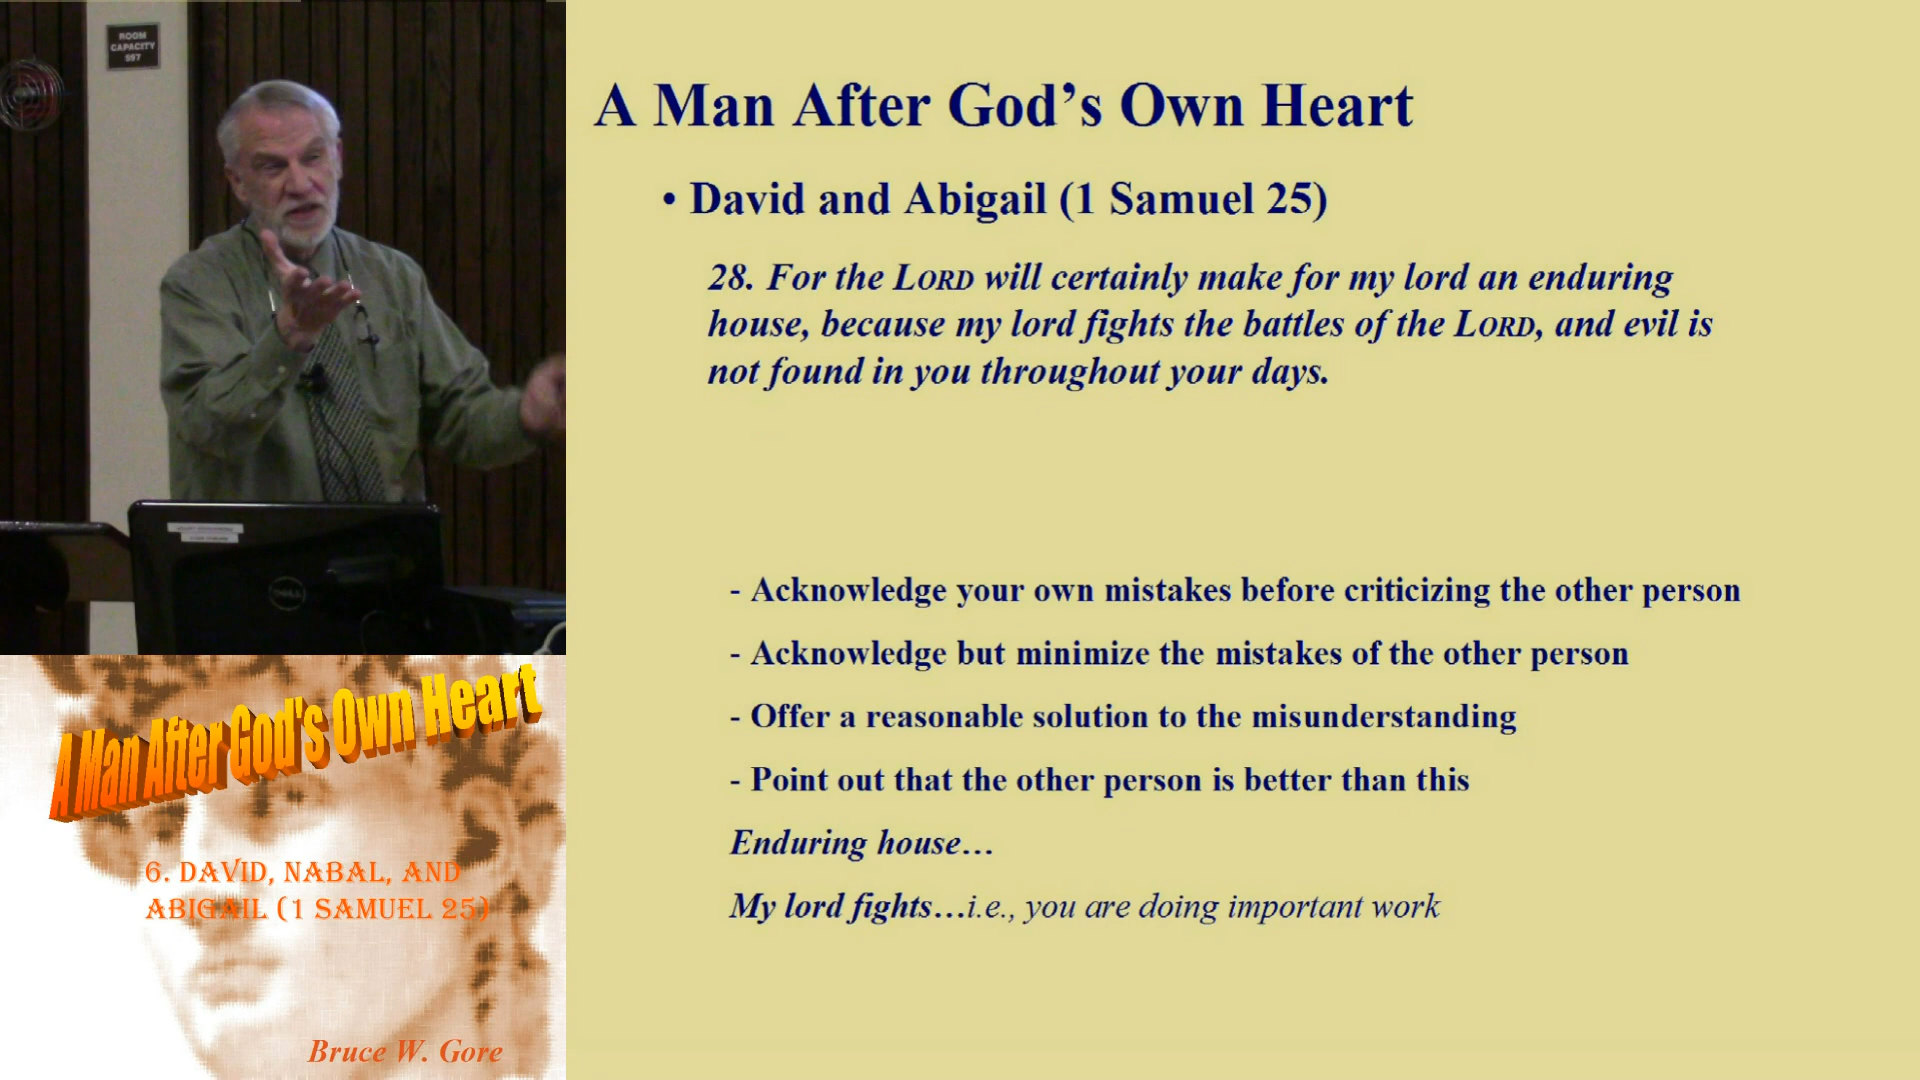 ROOM
CAPACITY
597
A Man After God’s Own Heart
• David and Abigail (1 Samuel 25)
28. For the LORD will certainly make for my lord an enduring
house, because my lord fights the battles of the LORD, and evil is
not found in you throughout your days.
- Acknowledge your own mistakes before criticizing the other person
- Acknowledge but minimize the mistakes of the other person
- Offer a reasonable solution to the misunderstanding
- Point out that the other person is better than this
Enduring house…
My lord fights…i.e., you are doing important work
DELL
A Man After God's Own Heart
6. DAVID, NABAL, AND
ABIGAIL (1 SAMUEL 25)
Bruce W. Gore